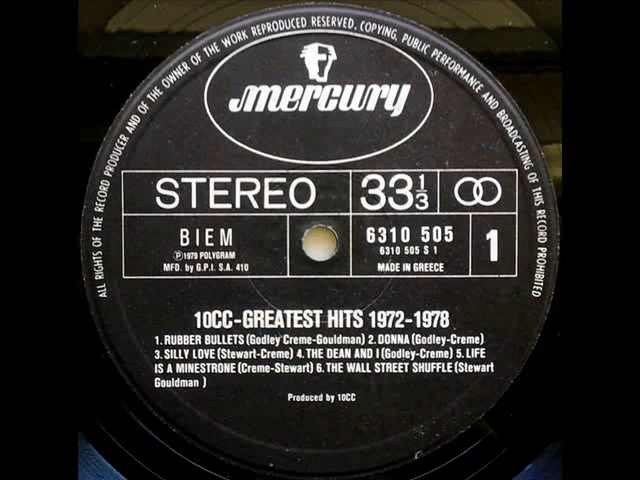 ALL RIGHTS OF THE RECORD PRODUCER AND OF THE OWNER OF THE WORK REPRODUCED RESERVED. COPYING, PUBLIC PERFORMANCE AND BROADCASTING OF THIS RECORD PROHIBITED
mercury
STEREO 33 1/3
BIEM 6310 505 1
Ⓟ1979 POLYGRAM 6310 505 S 1
MFD. by G.P.I. S.A. 410 MADE IN GREECE
10CC-GREATEST HITS 1972-1978
1. RUBBER BULLETS (Godley Creme-Gouldman) 2. DONNA (Godley-Creme)
3. SILLY LOVE (Stewart-Creme) 4. THE DEAN AND I (Godley-Creme) 5. LIFE
IS A MINESTRONE (Creme-Stewart) 6. THE WALL STREET SHUFFLE (Stewart
Gouldman )
Produced by 10CC